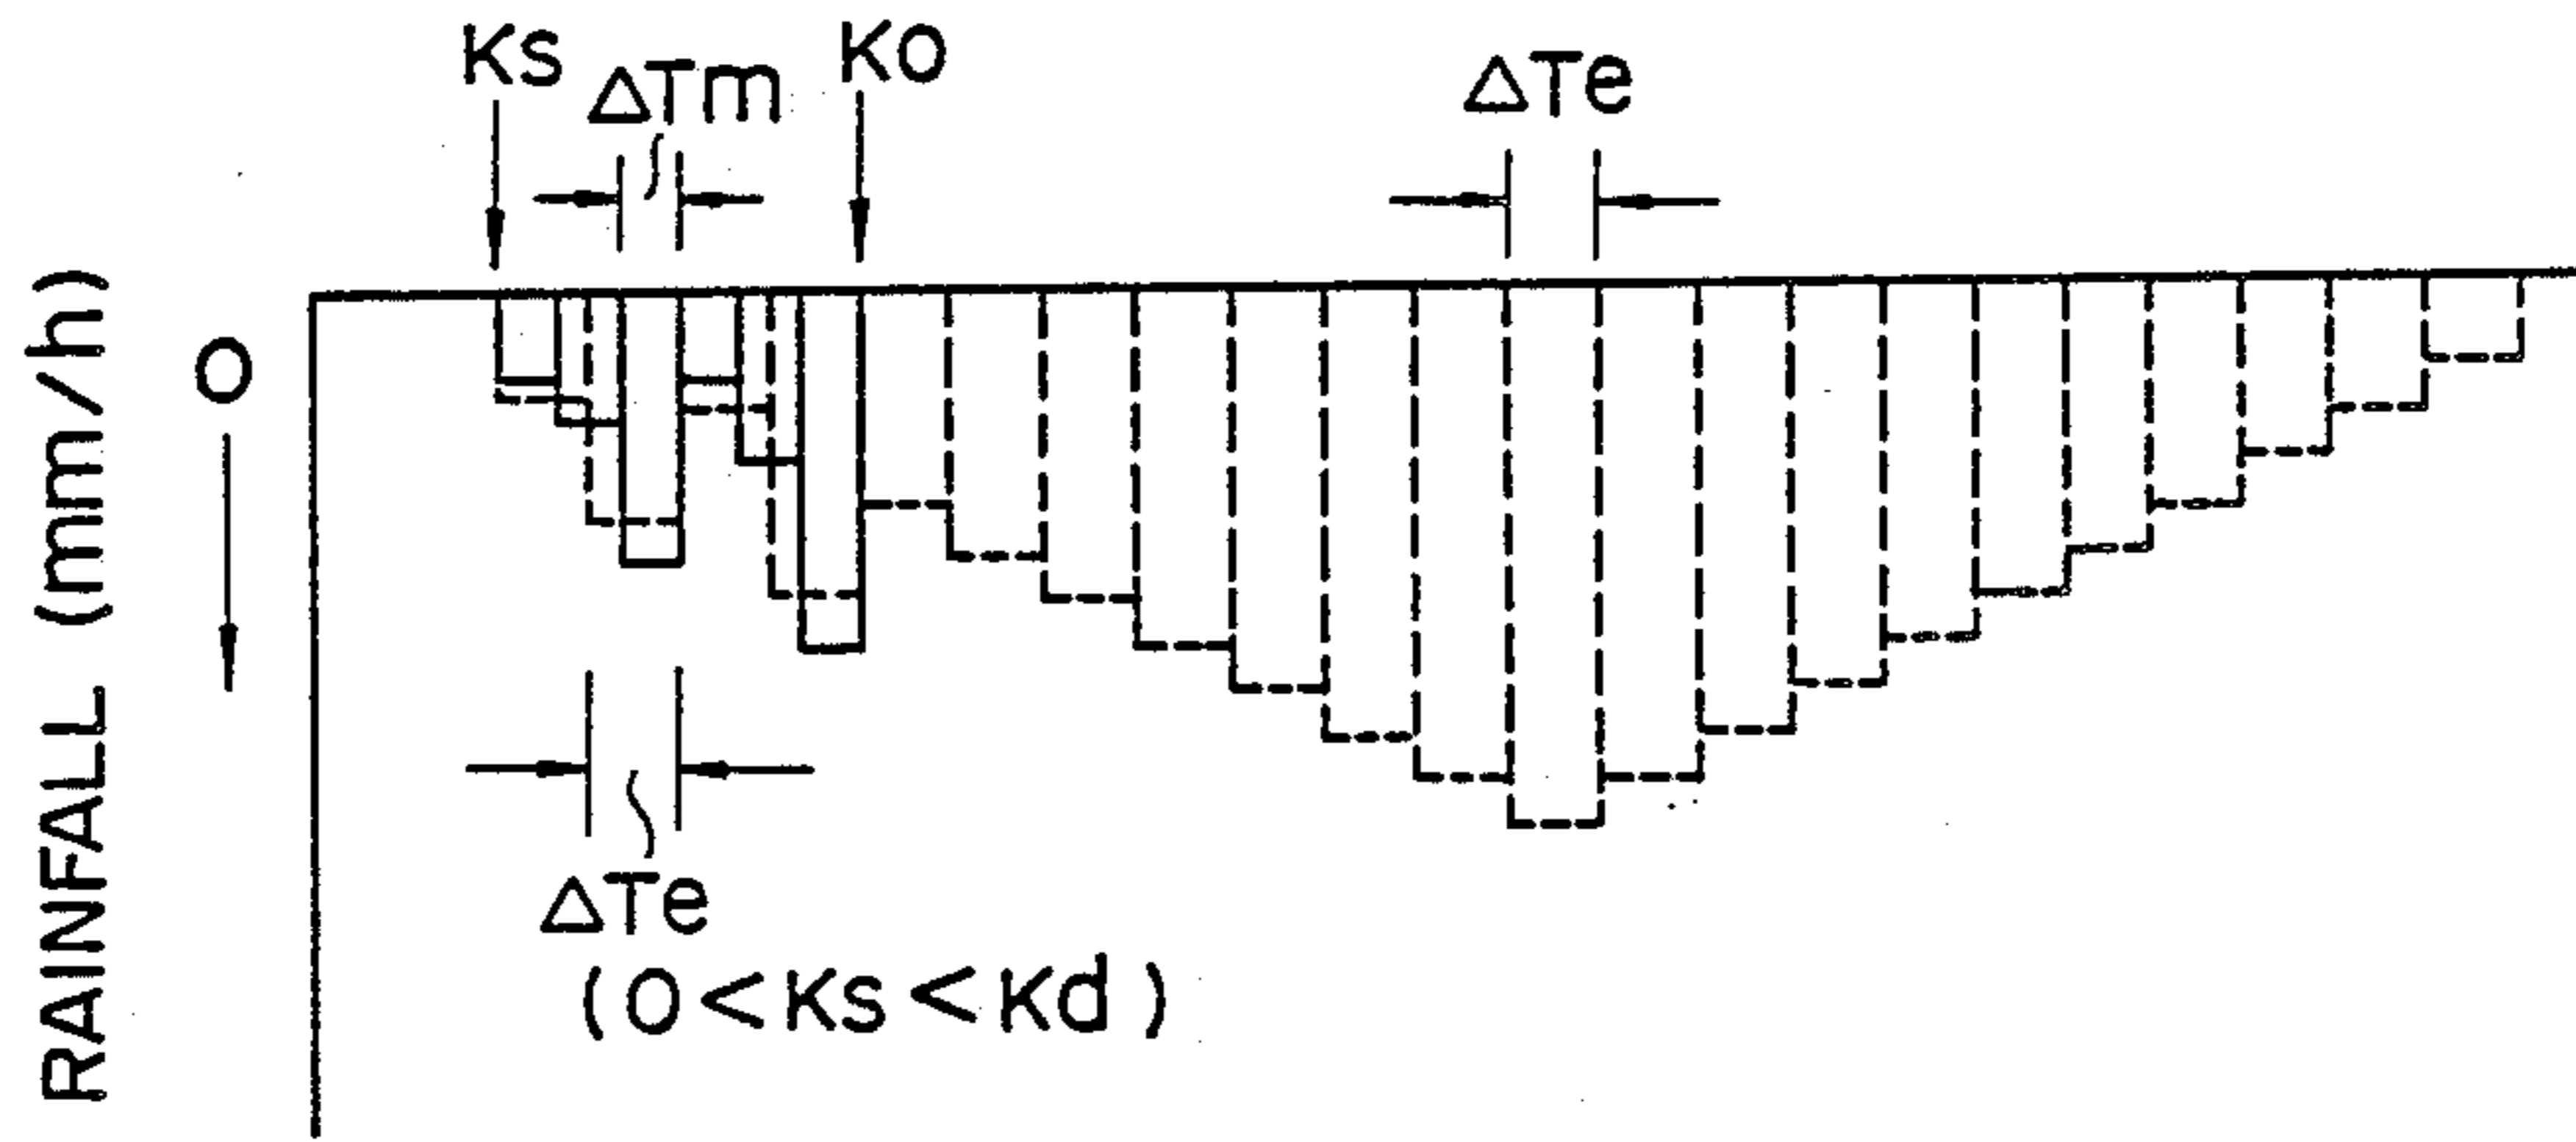 Ks
ΔTm
Ko
ΔTe
RAINFALL (mm/h)
0
ΔTe
(0<Ks<Kd)